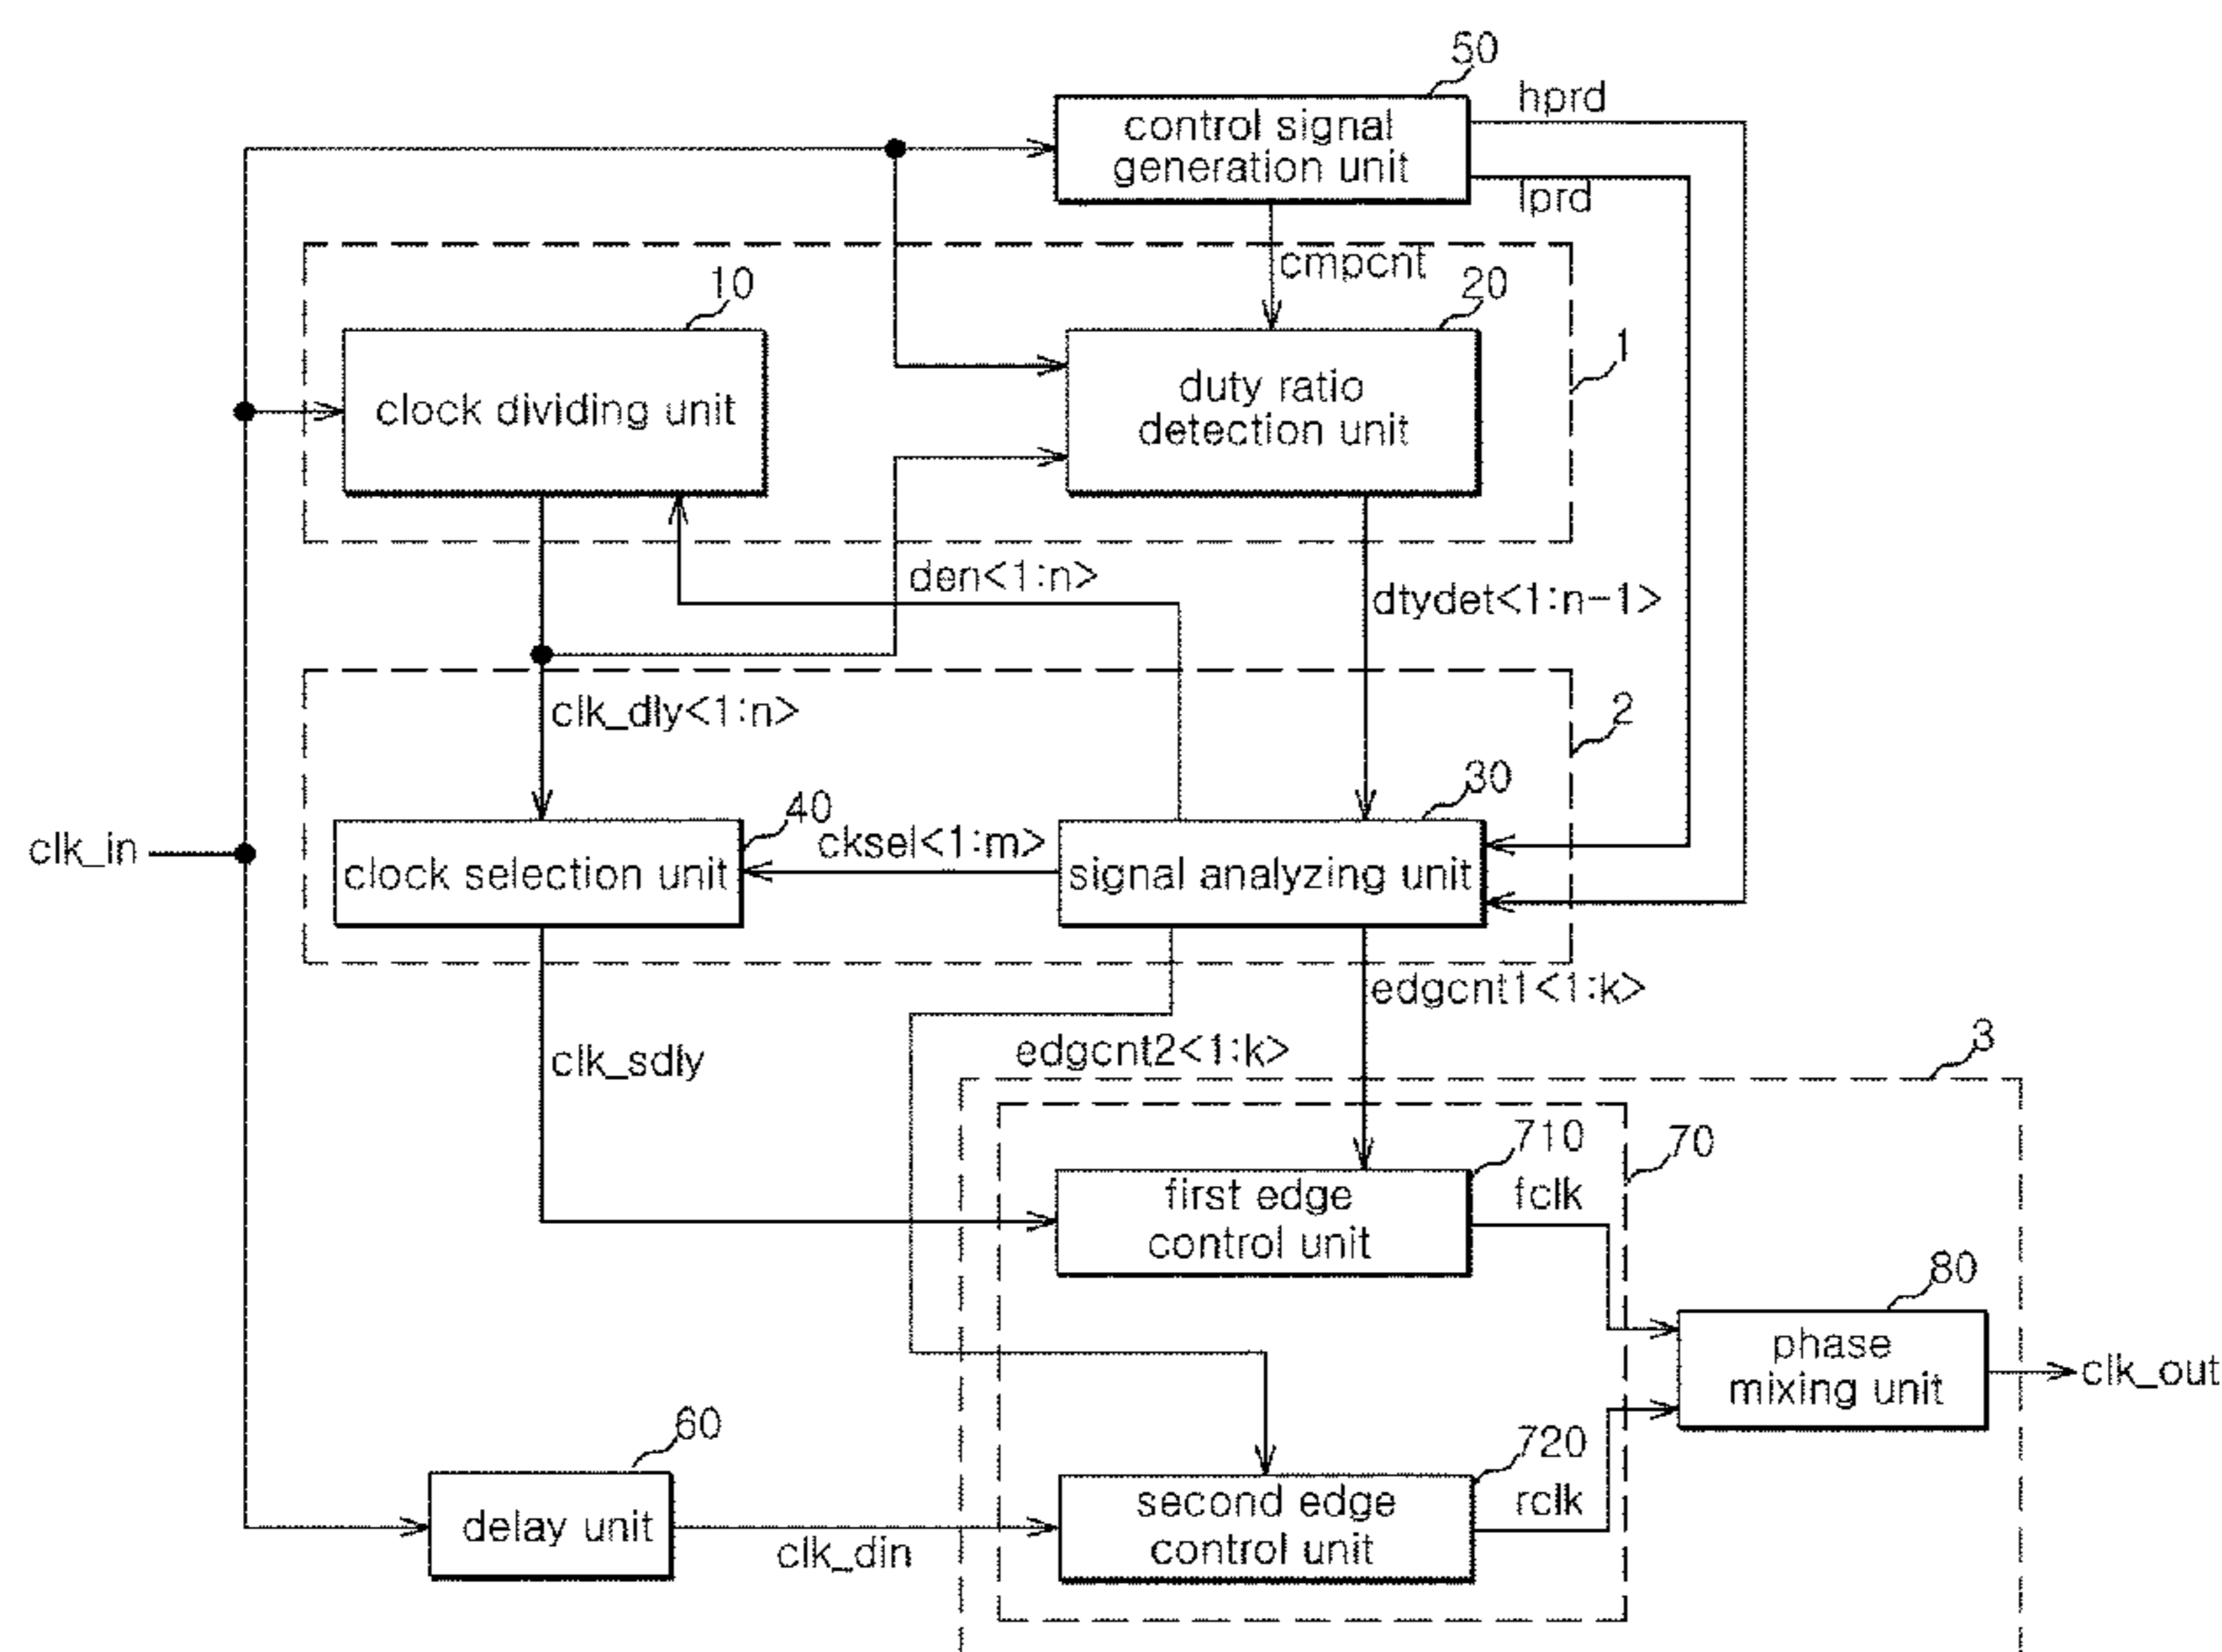 50
hprd
control signal
generation unit
lprd
cmpcnt
10
20
1
clock dividing unit
duty ratio
detection unit
den<1:n>
dtydet<1:n-1>
clk_dly<1:n>
2
30
40
cksel<1:m>
clk_in
clock selection unit
signal analyzing unit
edgcnt1<1:k>
edgcnt2<1:k>
3
clk_sdly
710
70
first edge
control unit
fclk
80
phase
mixing unit
clk_out
60
720
second edge
control unit
rclk
delay unit
clk_din